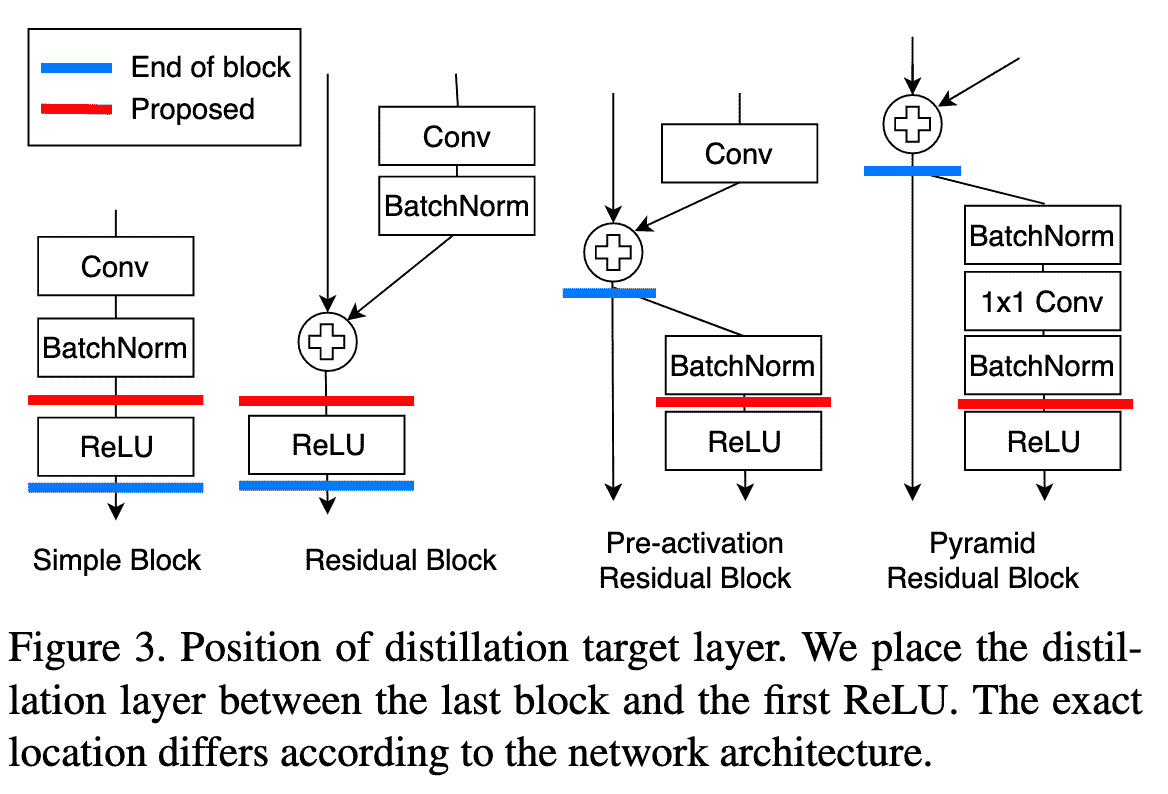 End of block
Proposed
Conv
BatchNorm
ReLU
Simple Block
Conv
BatchNorm
ReLU
Residual Block
Conv
BatchNorm
ReLU
Pre-activation
Residual Block
BatchNorm
1x1 Conv
BatchNorm
ReLU
Pyramid
Residual Block
Figure 3. Position of distillation target layer. We place the distil-
lation layer between the last block and the first ReLU. The exact
location differs according to the network architecture.